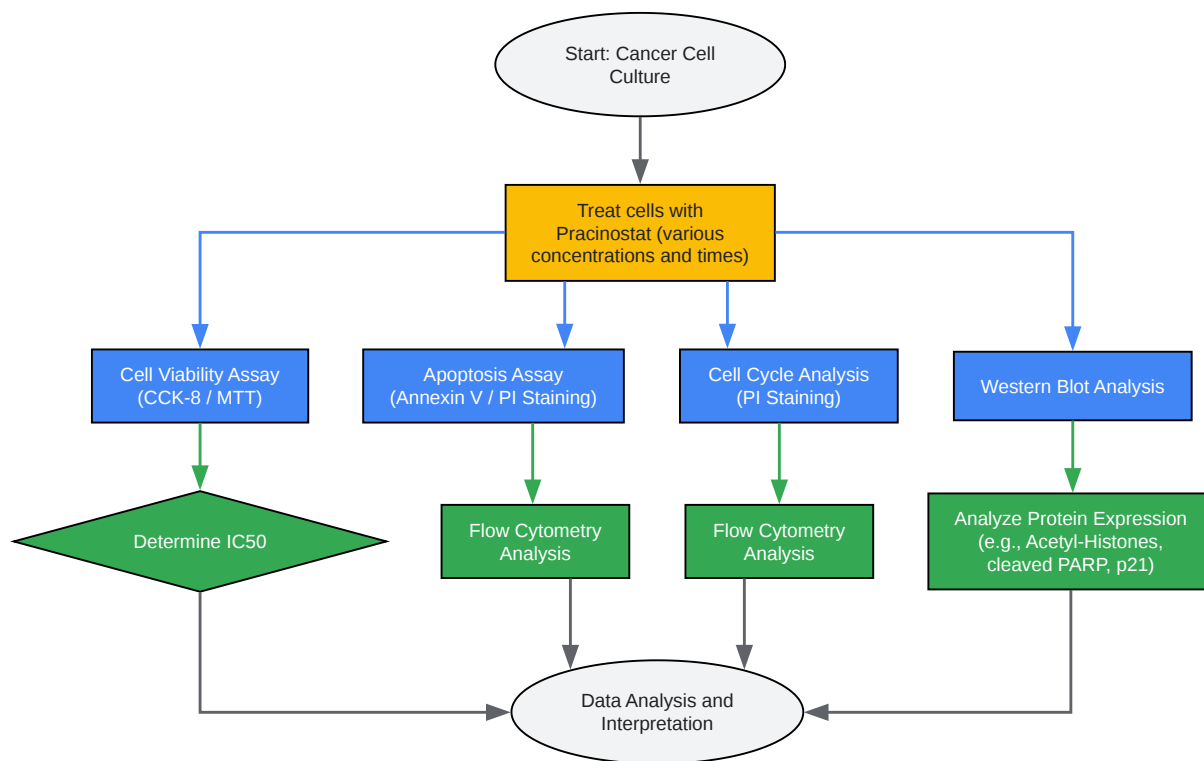 Start: Cancer Cell
Culture
Treat cells with
Pracinostat (various
concentrations and times)
Cell Viability Assay
(CCK-8 / MTT)
Apoptosis Assay
(Annexin V / PI Staining)
Cell Cycle Analysis
(PI Staining)
Western Blot Analysis
Determine IC50
Flow Cytometry
Analysis
Flow Cytometry
Analysis
Analyze Protein Expression
(e.g., Acetyl-Histones,
cleaved PARP, p21)
Data Analysis and
Interpretation